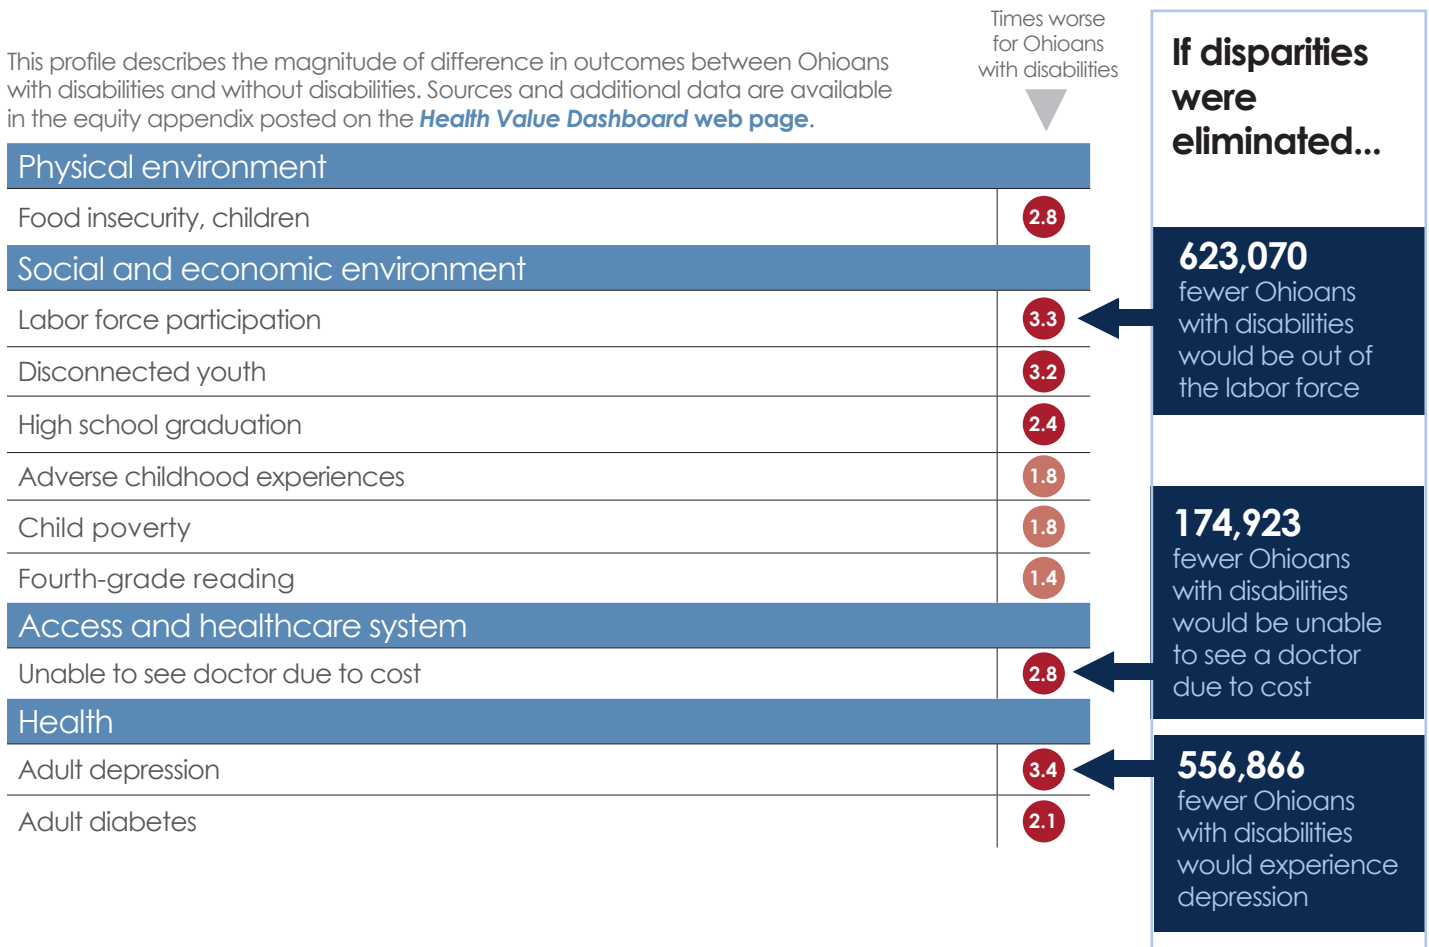 This profile describes the magnitude of difference in outcomes between Ohioans
with disabilities and without disabilities. Sources and additional data are available
in the equity appendix posted on the Health Value Dashboard web page.
Times worse
for Ohioans
with disabilities
Physical environment
Food insecurity, children 2.8
Social and economic environment
Labor force participation 3.3
Disconnected youth 3.2
High school graduation 2.4
Adverse childhood experiences 1.8
Child poverty 1.8
Fourth-grade reading 1.4
Access and healthcare system
Unable to see doctor due to cost 2.8
Health
Adult depression 3.4
Adult diabetes 2.1
If disparities
were
eliminated...
623,070
fewer Ohioans
with disabilities
would be out of
the labor force
174,923
fewer Ohioans
with disabilities
would be unable
to see a doctor
due to cost
556,866
fewer Ohioans
with disabilities
would experience
depression